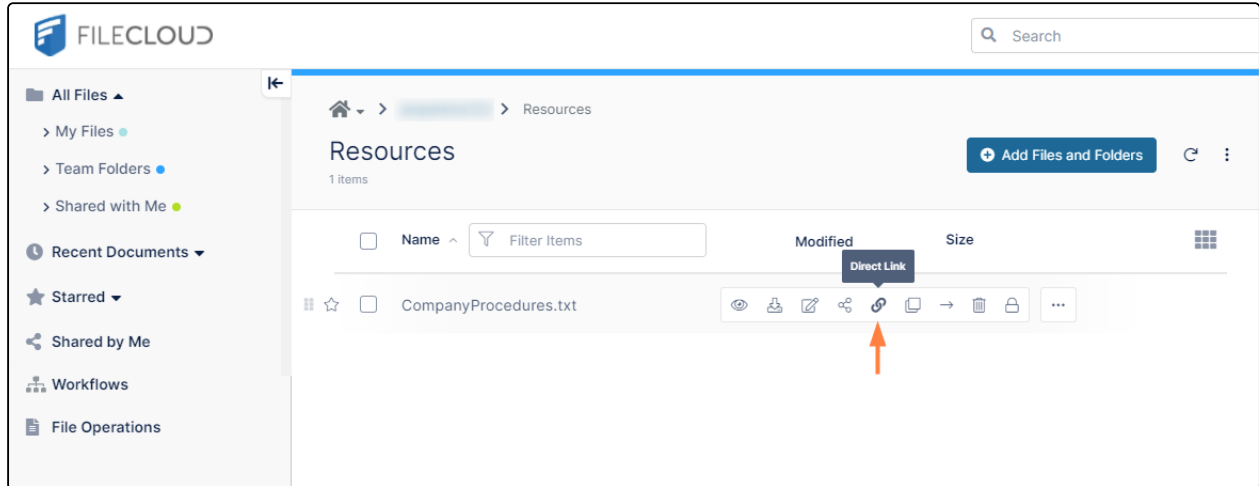 FILECLOUD
Search
All Files
My Files
Team Folders
Shared with Me
Recent Documents
Starred
Shared by Me
Workflows
File Operations
Resources
Resources
1 items
Add Files and Folders
Name
Filter Items
Modified
Size
Direct Link
CompanyProcedures.txt